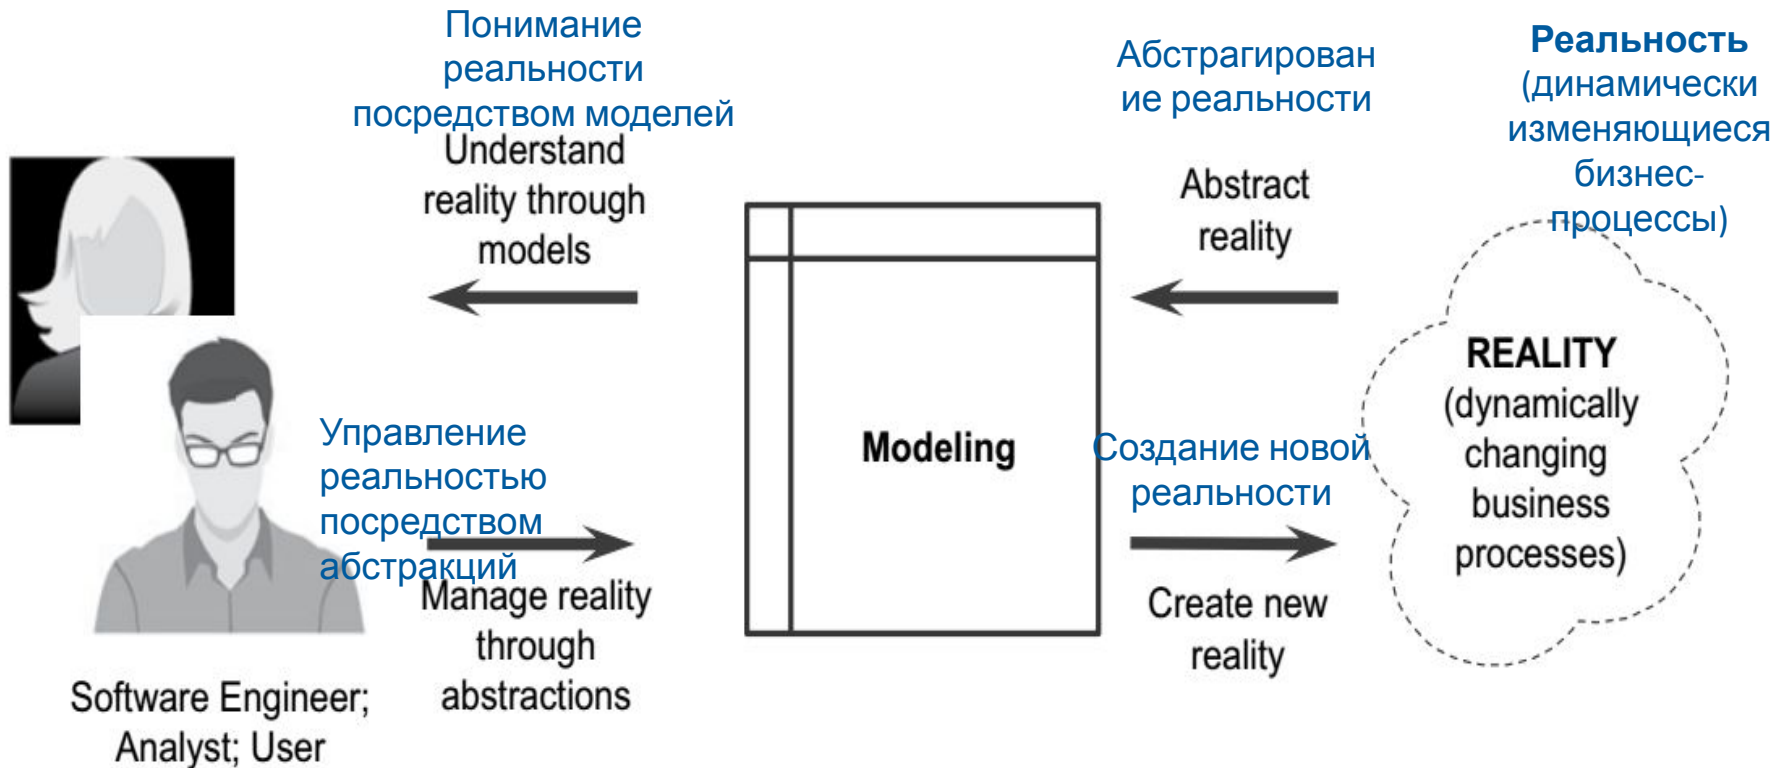 Понимание
реальности
посредством моделей
Understand
reality through
models
Абстрагирован
ие реальности
Abstract
reality
Реальность
(динамически
изменяющиеся
бизнес-
процессы)
REALITY
(dynamically
changing
business
processes)
Modeling
Управление
реальностью
посредством
абстракций
Manage reality
through
abstractions
Создание новой
реальности
Create new
reality
Software Engineer;
Analyst; User